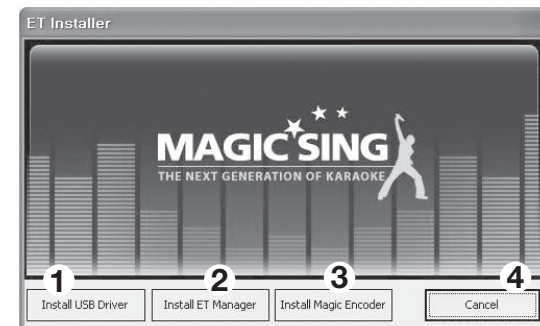 ET Installer
MAGIC SING
THE NEXT GENERATION OF KARAOKE
1 2 3 4
Install USB Driver Install ET Manager Install Magic Encoder Cancel